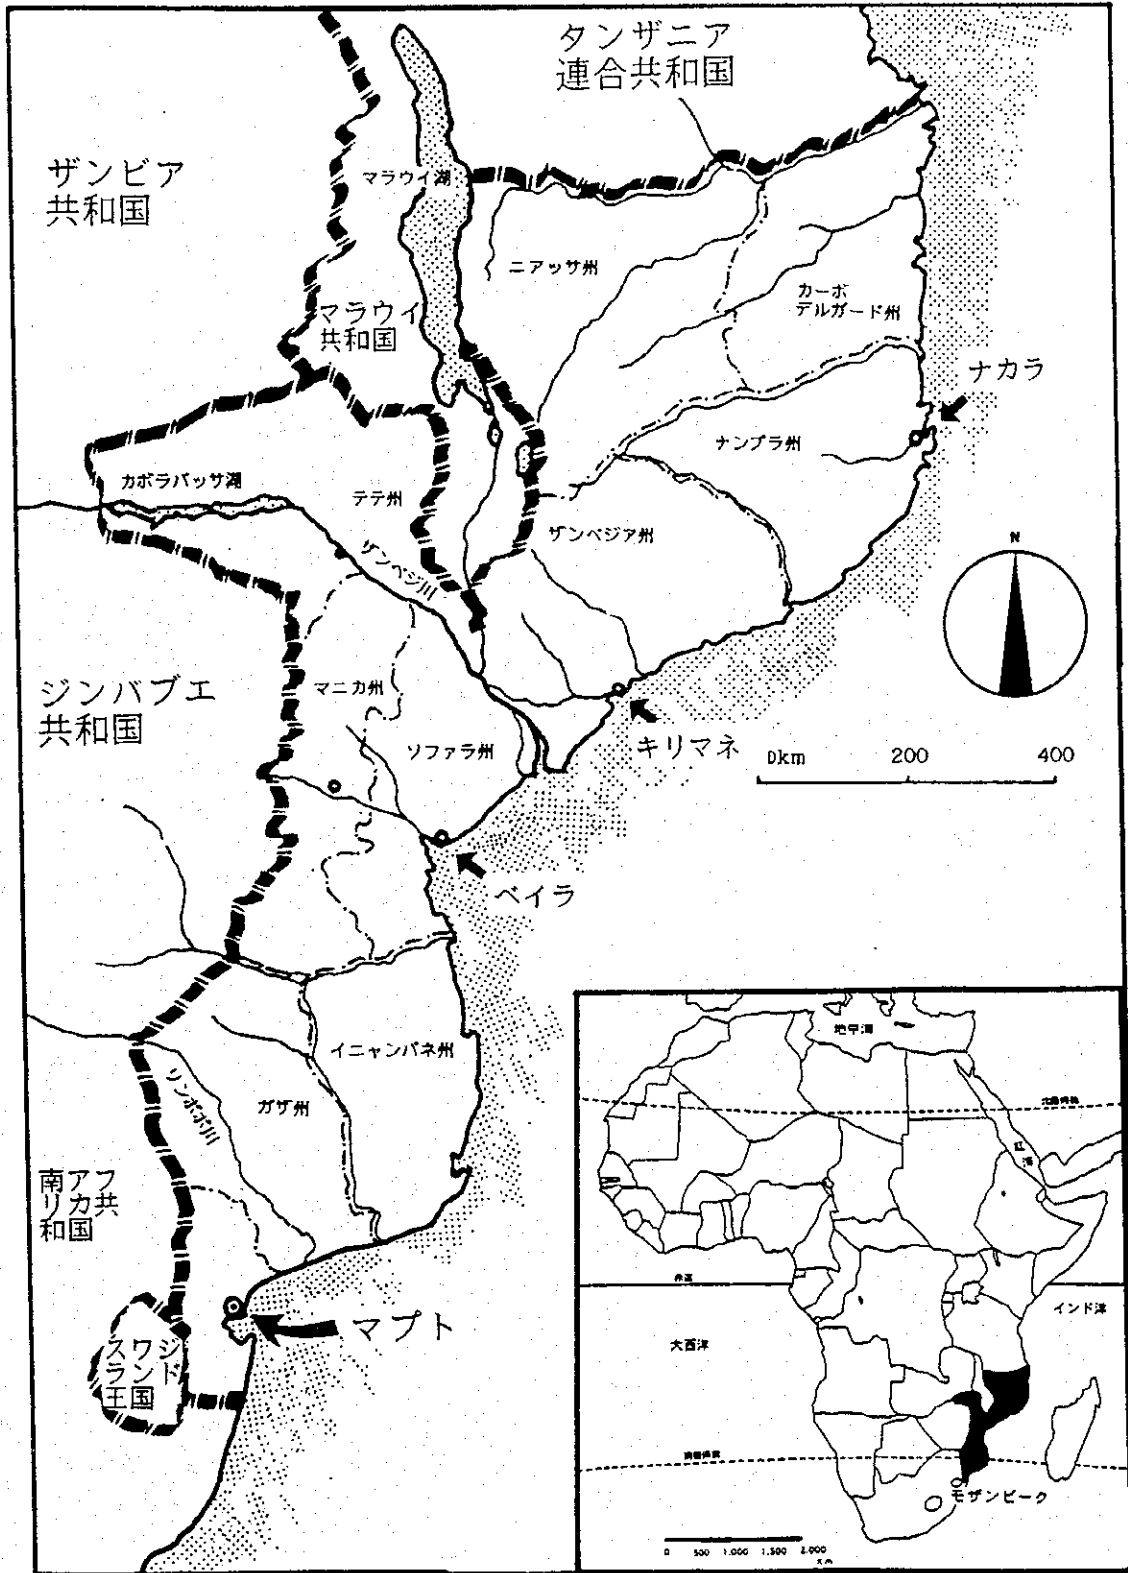 タンザニア
連合共和国
ザンビア
共和国
マラウイ湖
ニアッサ州
カーボ
デルガード州
マラウイ
共和国
ナカラ
ナンプラ州
カボラバッサ湖
テテ州
ザンベジア州
ザンベジ川
N
ジンバブエ
共和国
マニカ州
ソファラ州
キリマネ
0km 200 400
ベイラ
イニャンバネ州
ガザ州
リンポポ川
南アフ
リカ共
和国
マプト
スワジ
ランド
王国
地中海
紅海
赤道
インド洋
大西洋
モザンビーク
0 500 1,000 1,500 2,000
K m